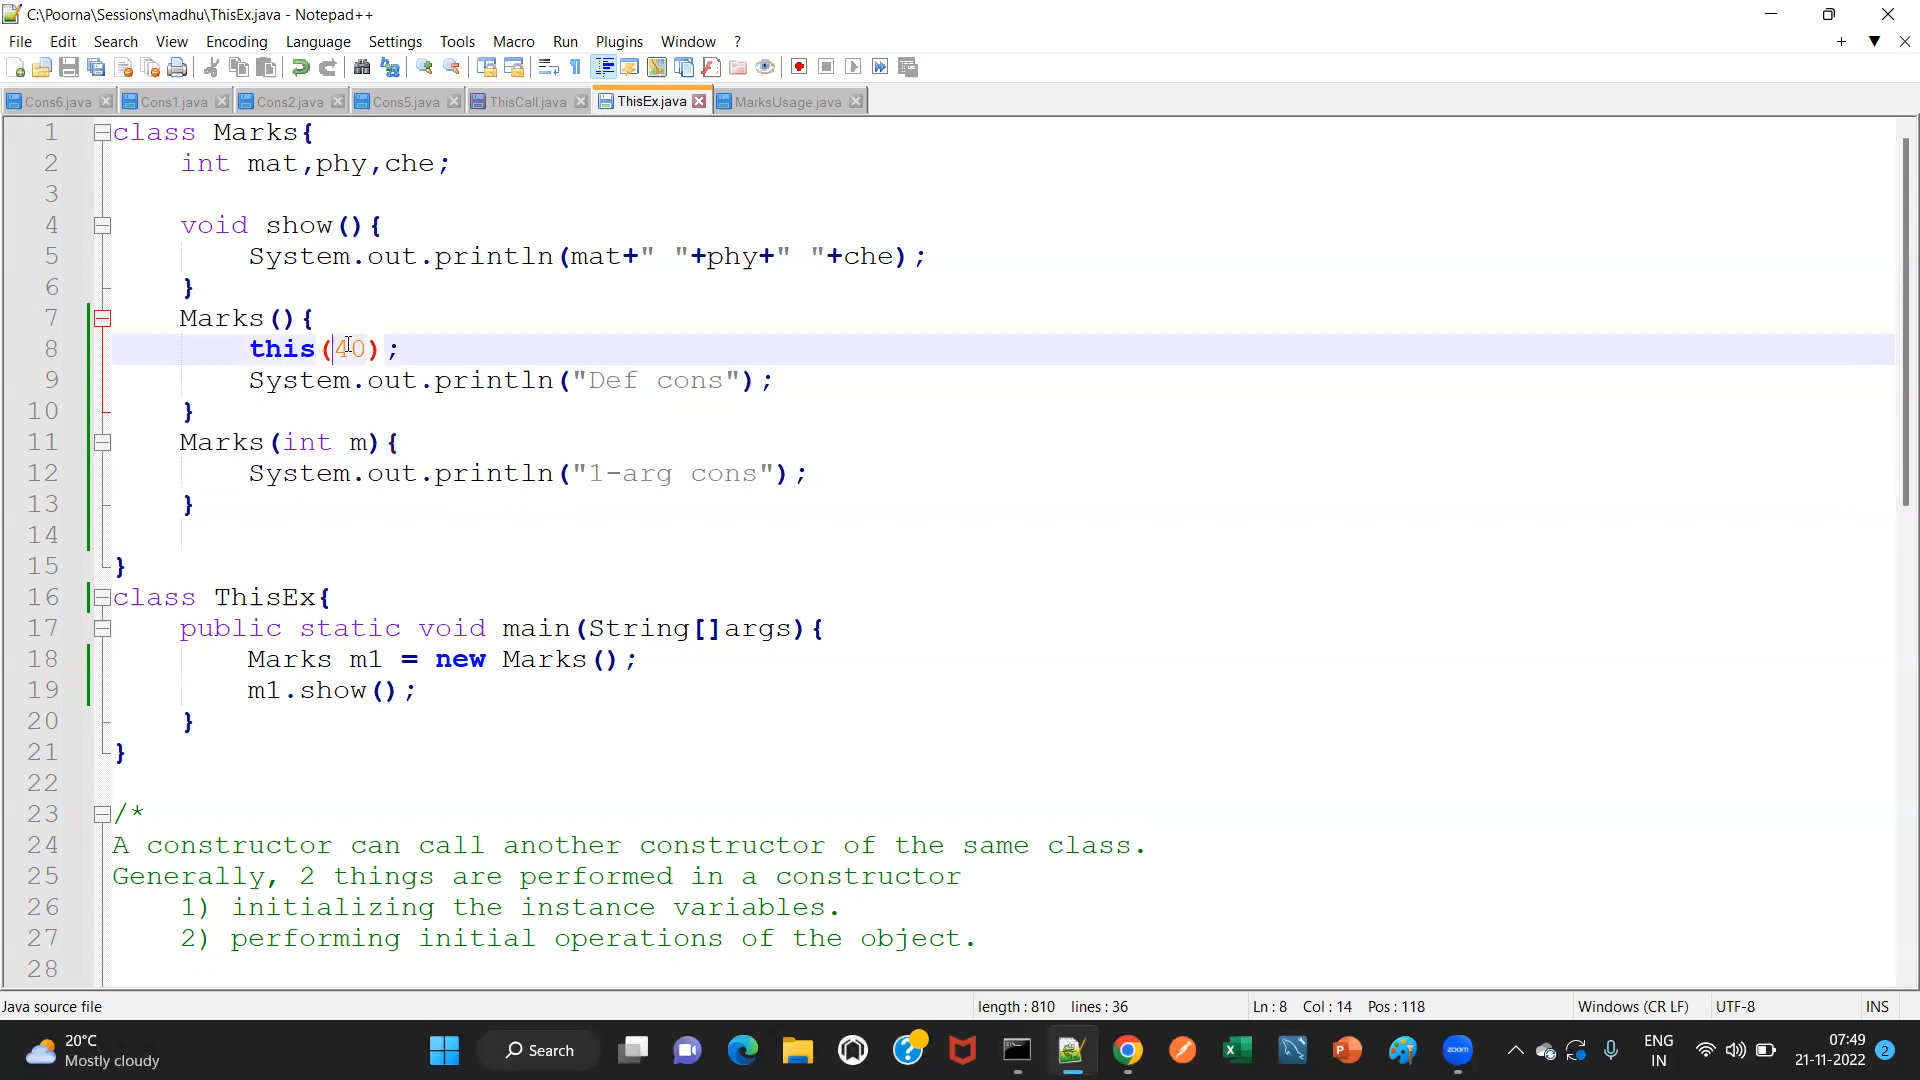 C:\Poorna\Sessions\madhu\ThisEx.java - Notepad++
File Edit Search View Encoding Language Settings Tools Macro Run Plugins Window ?
Cons6.java Cons1.java Cons2.java Cons5.java ThisCall.java ThisEx.java MarksUsage.java
1 class Marks{
2 int mat,phy,che;
3
4 void show(){
5 System.out.println(mat+" "+phy+" "+che);
6 }
7 Marks(){
8 this(40);
9 System.out.println("Def cons");
10 }
11 Marks(int m){
12 System.out.println("1-arg cons");
13 }
14
15 }
16 class ThisEx{
17 public static void main(String[]args){
18 Marks m1 = new Marks();
19 m1.show();
20 }
21 }
22
23 /*
24 A constructor can call another constructor of the same class.
25 Generally, 2 things are performed in a constructor
26 1) initializing the instance variables.
27 2) performing initial operations of the object.
28
Java source file length : 810 lines : 36 Ln : 8 Col : 14 Pos : 118 Windows (CR LF) UTF-8 INS
20°C
Mostly cloudy
Search
zoom
ENG
IN
07:49
21-11-2022
2